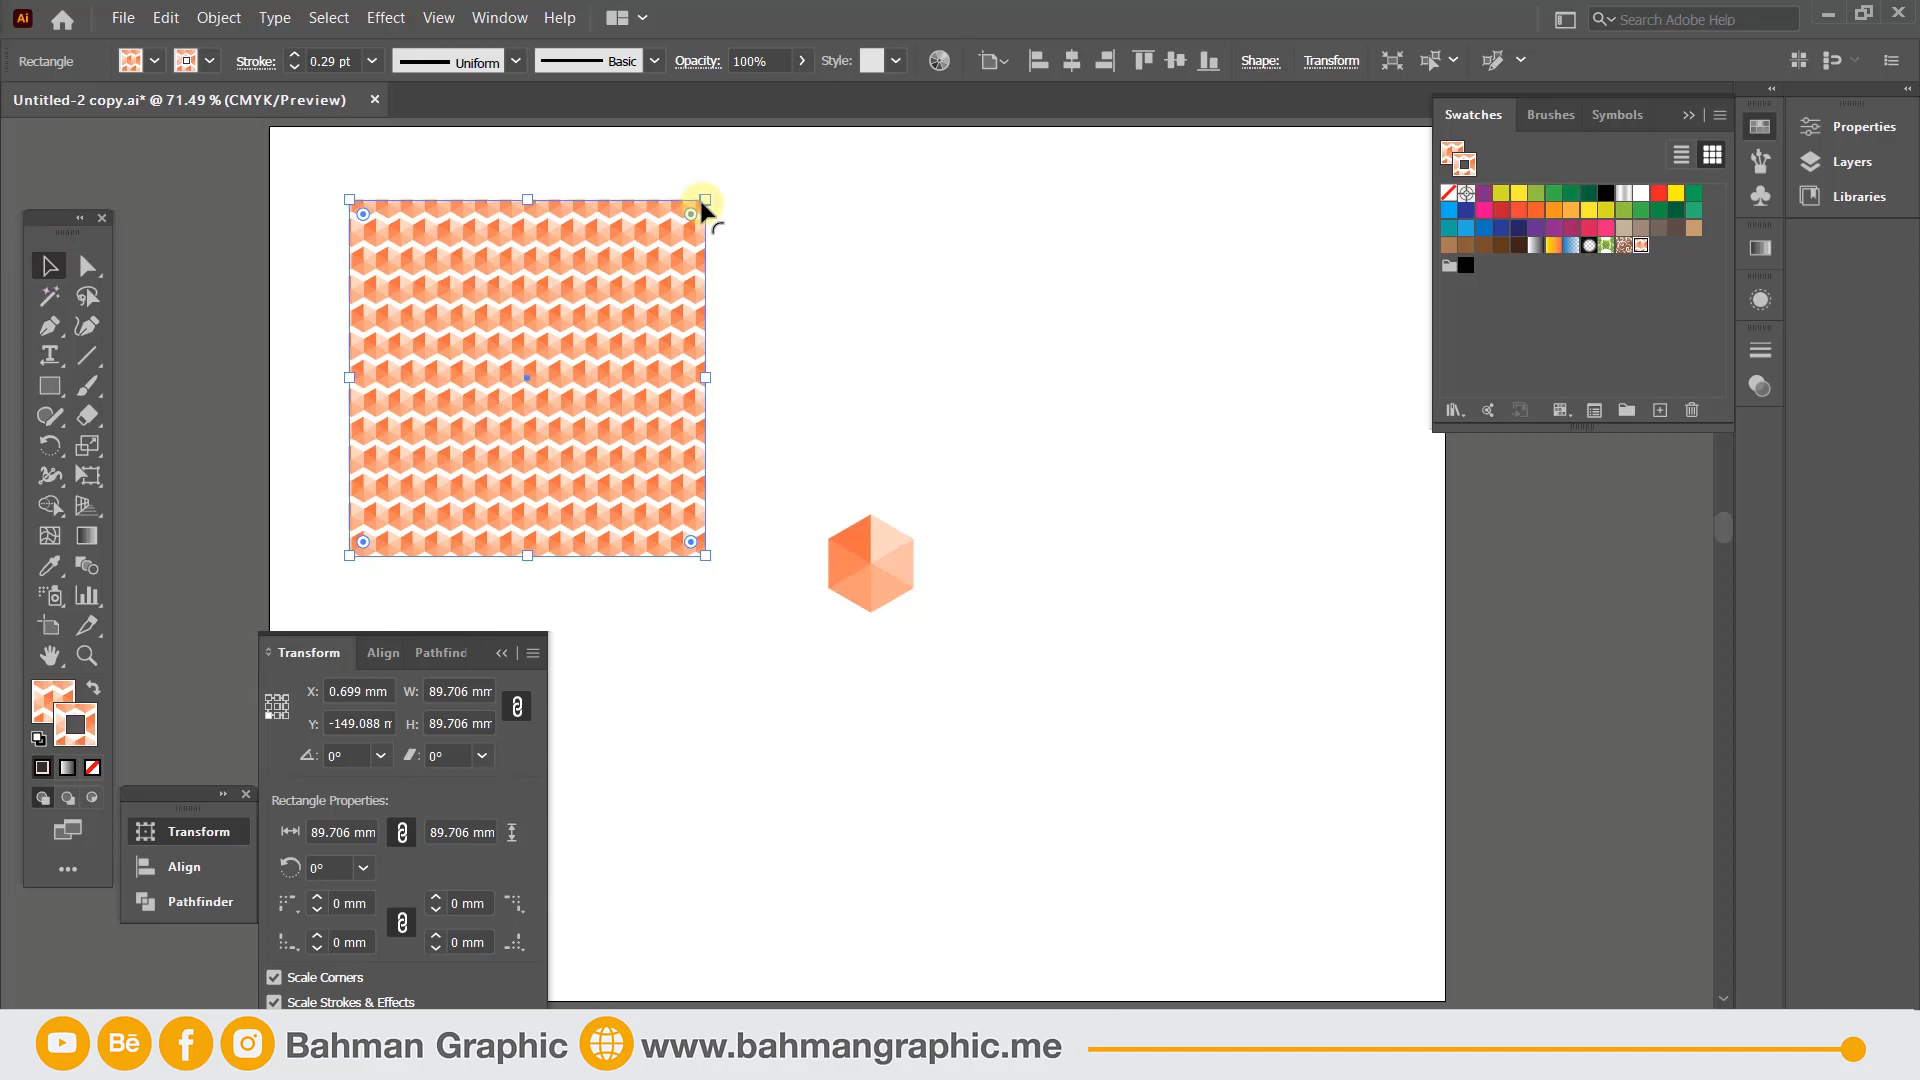 Ai File Edit Object Type Select Effect View Window Help Search Adobe Help
Rectangle Stroke: 0.29 pt Uniform Basic Opacity: 100% Style: Shape: Transform
Untitled-2 copy.ai* @ 71.49 % (CMYK/Preview)
Swatches Brushes Symbols
Properties
Layers
Libraries
Transform Align Pathfind
X: 0.699 mm W: 89.706 mm
Y: -149.088 m H: 89.706 mm
0° 0°
Rectangle Properties:
89.706 mm 89.706 mm
0°
0 mm 0 mm
0 mm 0 mm
Scale Corners
Scale Strokes & Effects
Transform
Align
Pathfinder
Bē f Bahman Graphic www.bahmangraphic.me